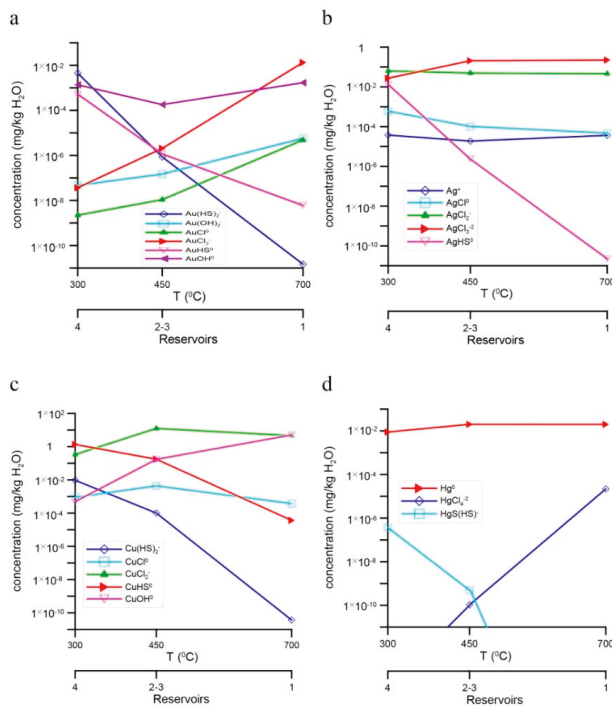 a
concentration (mg/kg H₂O)
1×10⁻²
1×10⁻⁴
1×10⁻⁶
1×10⁻⁸
1×10⁻¹⁰
Au(HS)₂⁻
Au(OH)₂⁻
AuCl⁰
AuCl₂⁻
AuHS⁰
AuOH⁰
300 450 700
T (⁰C)
4 2-3 1
Reservoirs
b
concentration (mg/kg H₂O)
1
1×10⁻²
1×10⁻⁴
1×10⁻⁶
1×10⁻⁸
1×10⁻¹⁰
Ag⁺
AgCl⁰
AgCl₂⁻
AgCl₃⁻²
AgHS⁰
300 450 700
T (⁰C)
4 2-3 1
Reservoirs
c
concentration (mg/kg H₂O)
1×10²
1
1×10⁻²
1×10⁻⁴
1×10⁻⁶
1×10⁻⁸
1×10⁻¹⁰
Cu(HS)₂⁻
CuCl⁰
CuCl₂⁻
CuHS⁰
CuOH⁰
300 450 700
T (⁰C)
4 2-3 1
Reservoirs
d
concentration (mg/kg H₂O)
1×10⁻²
1×10⁻⁴
1×10⁻⁶
1×10⁻⁸
1×10⁻¹⁰
Hg⁰
HgCl₄⁻²
HgS(HS)⁻
300 450 700
T (⁰C)
4 2-3 1
Reservoirs